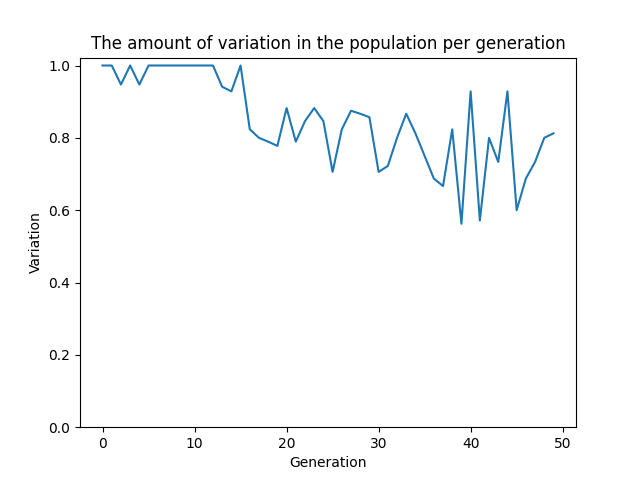 The amount of variation in the population per generation
1.0
0.8
0.6
0.4
0.2
0.0
Variation
0 10 20 30 40 50
Generation